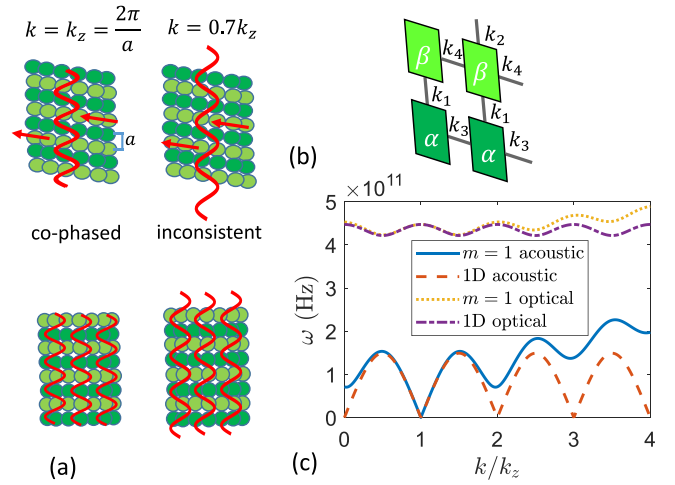 k = k_z = 2π/a
k = 0.7k_z
a
co-phased
inconsistent
(a)
k_2
β
k_4
β
k_4
k_1
k_1
α
k_3
α
k_3
(b)
× 10^11
5
4
3
2
1
0
ω (Hz)
m = 1 acoustic
1D acoustic
m = 1 optical
1D optical
0 1 2 3 4
k/k_z
(c)